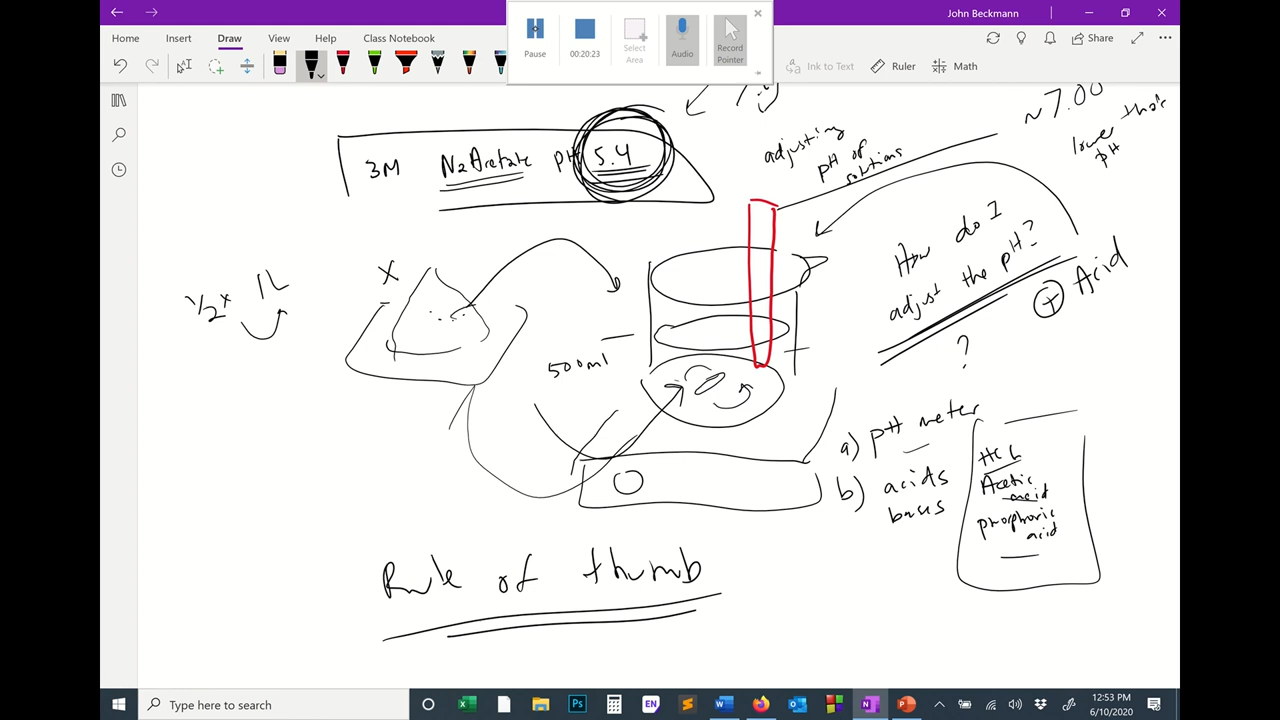 John Beckmann
Pause
00:20:23
Select Area
Audio
Record Pointer
Home Insert Draw View Help Class Notebook
Share
Ink to Text Ruler Math
3M Na Acetate pH 5.4
adjusting
pH of
solutions
~7.00
lower
pH
How do I
adjust the pH?
+ Acid
?
X
1/2x 1L
500ml
a) pH meter
b) acids
bases
HCl
Acetic
acid
phosphoric
acid
Rule of thumb
Type here to search
EN
12:53 PM
6/10/2020